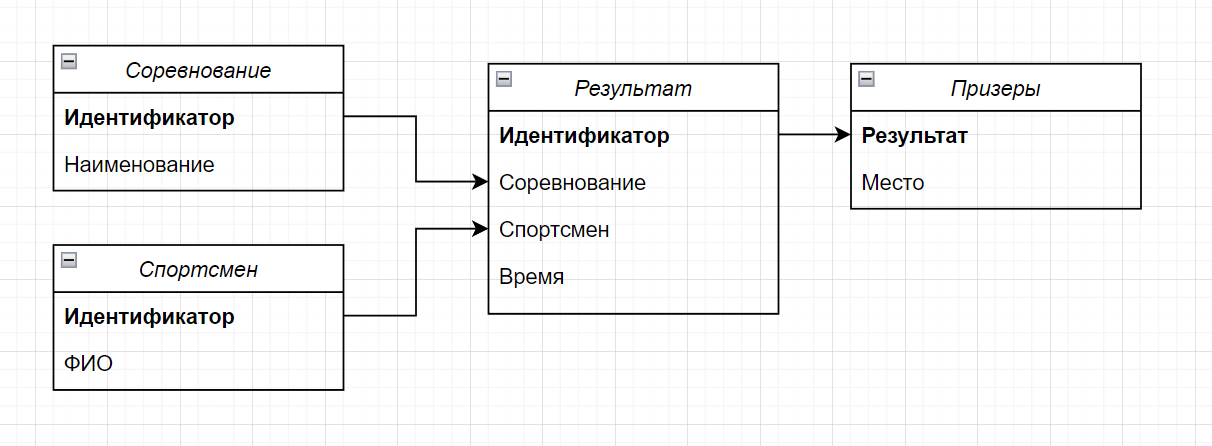 Соревнование
Идентификатор
Наименование
Спортсмен
Идентификатор
ФИО
Результат
Идентификатор
Соревнование
Спортсмен
Время
Призеры
Результат
Место